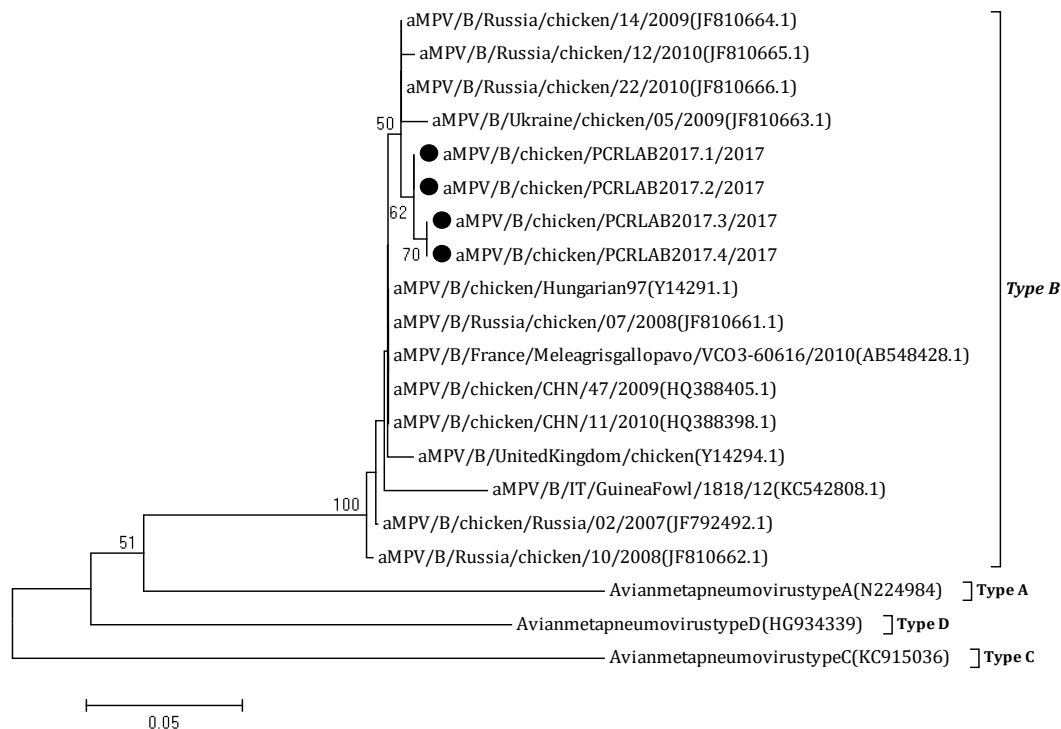 aMPV/B/Russia/chicken/14/2009(JF810664.1)
aMPV/B/Russia/chicken/12/2010(JF810665.1)
aMPV/B/Russia/chicken/22/2010(JF810666.1)
aMPV/B/Ukraine/chicken/05/2009(JF810663.1)
50
aMPV/B/chicken/PCRLAB2017.1/2017
aMPV/B/chicken/PCRLAB2017.2/2017
62
aMPV/B/chicken/PCRLAB2017.3/2017
70
aMPV/B/chicken/PCRLAB2017.4/2017
aMPV/B/chicken/Hungarian97(Y14291.1)
Type B
aMPV/B/Russia/chicken/07/2008(JF810661.1)
aMPV/B/France/Meleagrisgallopavo/VCO3-60616/2010(AB548428.1)
aMPV/B/chicken/CHN/47/2009(HQ388405.1)
aMPV/B/chicken/CHN/11/2010(HQ388398.1)
aMPV/B/UnitedKingdom/chicken(Y14294.1)
aMPV/B/IT/GuineaFowl/1818/12(KC542808.1)
100
aMPV/B/chicken/Russia/02/2007(JF792492.1)
51
aMPV/B/Russia/chicken/10/2008(JF810662.1)
AvianmetapneumovirustypeA(N224984) Type A
AvianmetapneumovirustypeD(HG934339) Type D
AvianmetapneumovirustypeC(KC915036) Type C
0.05